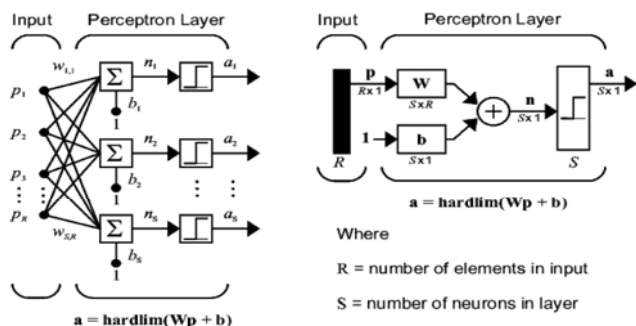 Input Perceptron Layer
w1,1
n1 a1
p1
b1
1
p2
n2 a2
p3
b2
1
pR
nS aS
wS,R
bS
1
a = hardlim(Wp + b)
Input Perceptron Layer
p a
R×1 W S×1
S×R n
S×1
1 b
R S×1 S
a = hardlim(Wp + b)
Where
R = number of elements in input
S = number of neurons in layer